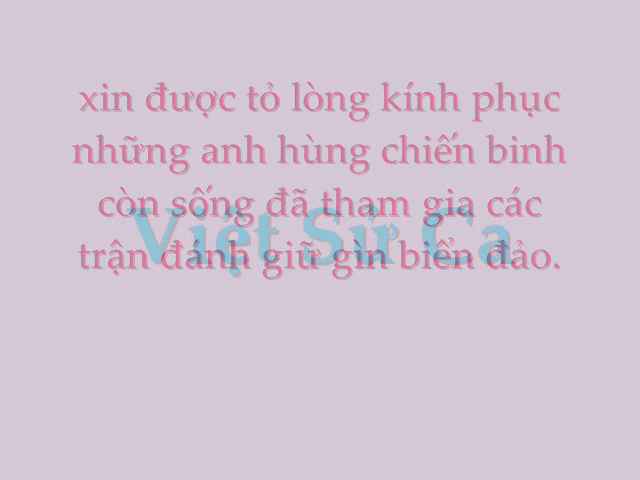 xin được tỏ lòng kính phục
những anh hùng chiến binh
còn sống đã tham gia các
Việt Sử Ca
trận đánh giữ gìn biển đảo.